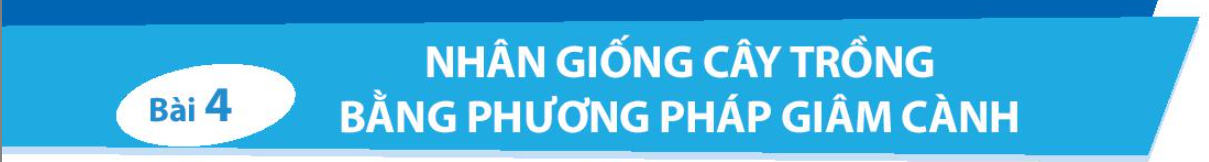 Bài 4
NHÂN GIỐNG CÂY TRỒNG
BẰNG PHƯƠNG PHÁP GIÂM CÀNH